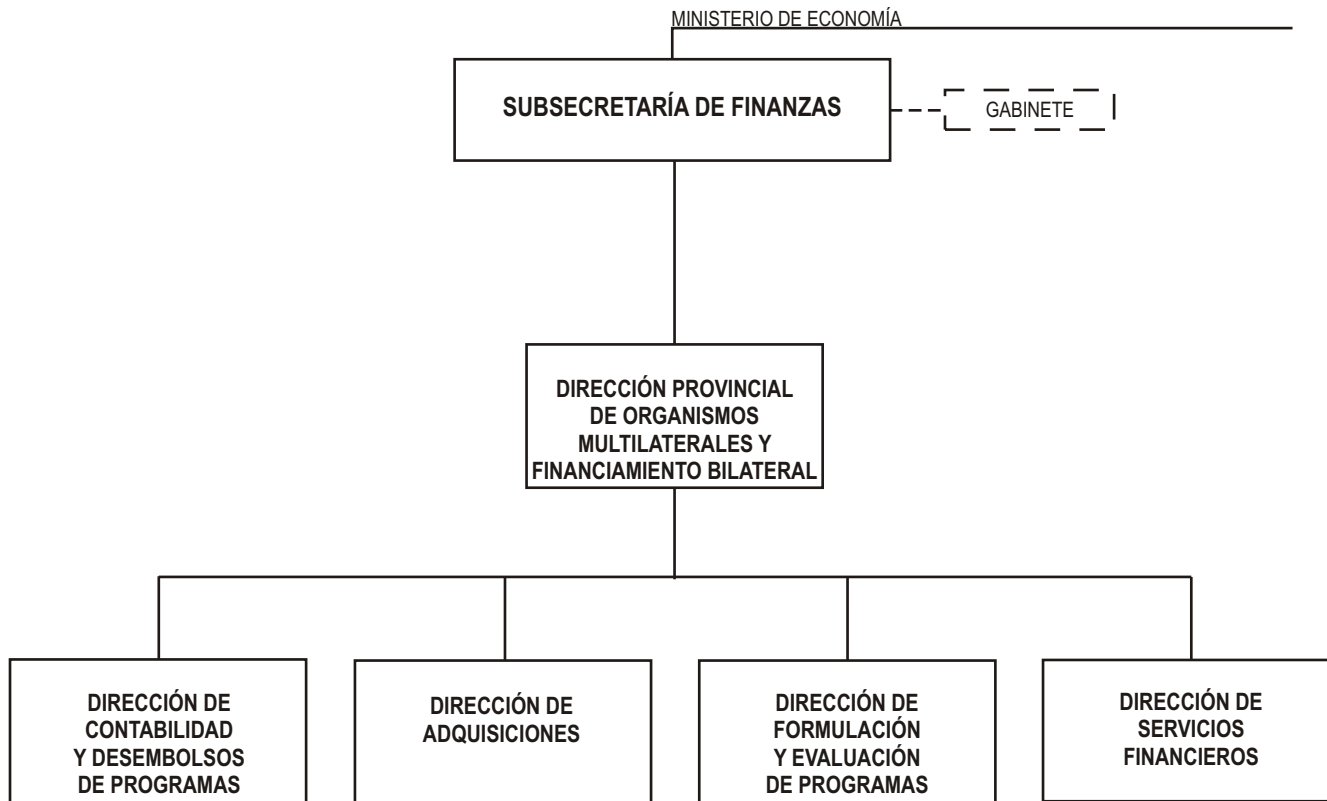 MINISTERIO DE ECONOMÍA
SUBSECRETARÍA DE FINANZAS
GABINETE
DIRECCIÓN PROVINCIAL
DE ORGANISMOS
MULTILATERALES Y
FINANCIAMIENTO BILATERAL
DIRECCIÓN DE
CONTABILIDAD
Y DESEMBOLSOS
DE PROGRAMAS
DIRECCIÓN DE
ADQUISICIONES
DIRECCIÓN DE
FORMULACIÓN
Y EVALUACIÓN
DE PROGRAMAS
DIRECCIÓN DE
SERVICIOS
FINANCIEROS